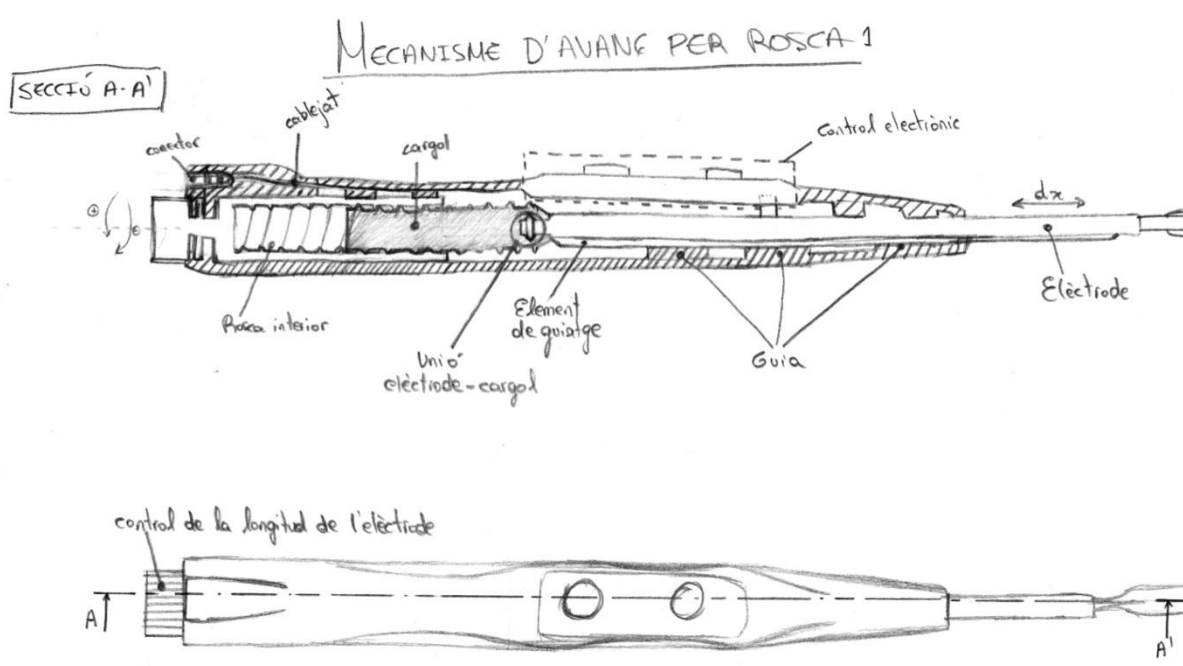 MECANISME D'AVANÇ PER ROSCA 1
SECCIÓ A-A'
cablejat
conector
cargol
Control electrònic
dx
Elèctrode
Rosca interior
Element
de guiatge
Unió
elèctrode-cargol
Guia
control de la longitud de l'elèctrode
A
A'